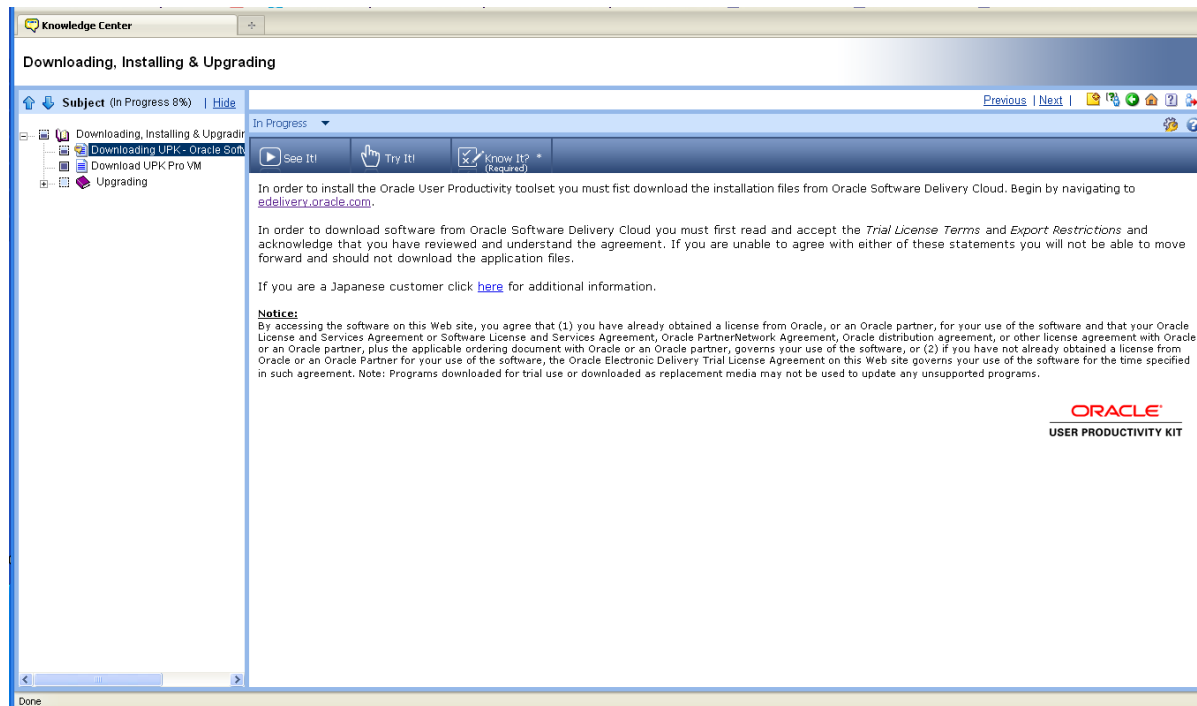 Knowledge Center
Downloading, Installing & Upgrading
Subject (In Progress 8%) | Hide
Previous | Next |
Downloading, Installing & Upgradin
Downloading UPK - Oracle Softw
Download UPK Pro VM
Upgrading
In Progress
See It!
Try It!
Know It? *
(Required)
In order to install the Oracle User Productivity toolset you must fist download the installation files from Oracle Software Delivery Cloud. Begin by navigating to
edelivery.oracle.com.
In order to download software from Oracle Software Delivery Cloud you must first read and accept the Trial License Terms and Export Restrictions and
acknowledge that you have reviewed and understand the agreement. If you are unable to agree with either of these statements you will not be able to move
forward and should not download the application files.
If you are a Japanese customer click here for additional information.
Notice:
By accessing the software on this Web site, you agree that (1) you have already obtained a license from Oracle, or an Oracle partner, for your use of the software and that your Oracle
License and Services Agreement or Software License and Services Agreement, Oracle PartnerNetwork Agreement, Oracle distribution agreement, or other license agreement with Oracle
or an Oracle partner, plus the applicable ordering document with Oracle or an Oracle partner, governs your use of the software, or (2) if you have not already obtained a license from
Oracle or an Oracle Partner for your use of the software, the Oracle Electronic Delivery Trial License Agreement on this Web site governs your use of the software for the time specified
in such agreement. Note: Programs downloaded for trial use or downloaded as replacement media may not be used to update any unsupported programs.
ORACLE
USER PRODUCTIVITY KIT
Done